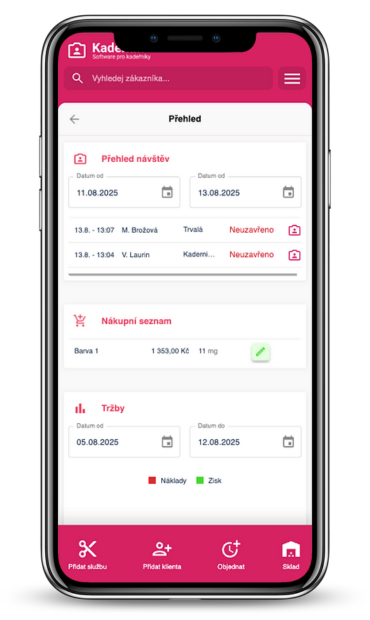 Kade
Software pro kadeřníky
Vyhledej zákazníka...
Přehled
Přehled návštěv
Datum od
Datum od
11.08.2025
13.08.2025
13.8. - 13:07 M. Brožová Trvalá Neuzavřeno
13.8. - 13:04 V. Laurin Kaderni... Neuzavřeno
Nákupní seznam
Barva 1 1 353,00 Kč 11 mg
Tržby
Datum od
Datum do
05.08.2025
12.08.2025
Náklady Zisk
Přidat službu Přidat klienta Objednat Sklad